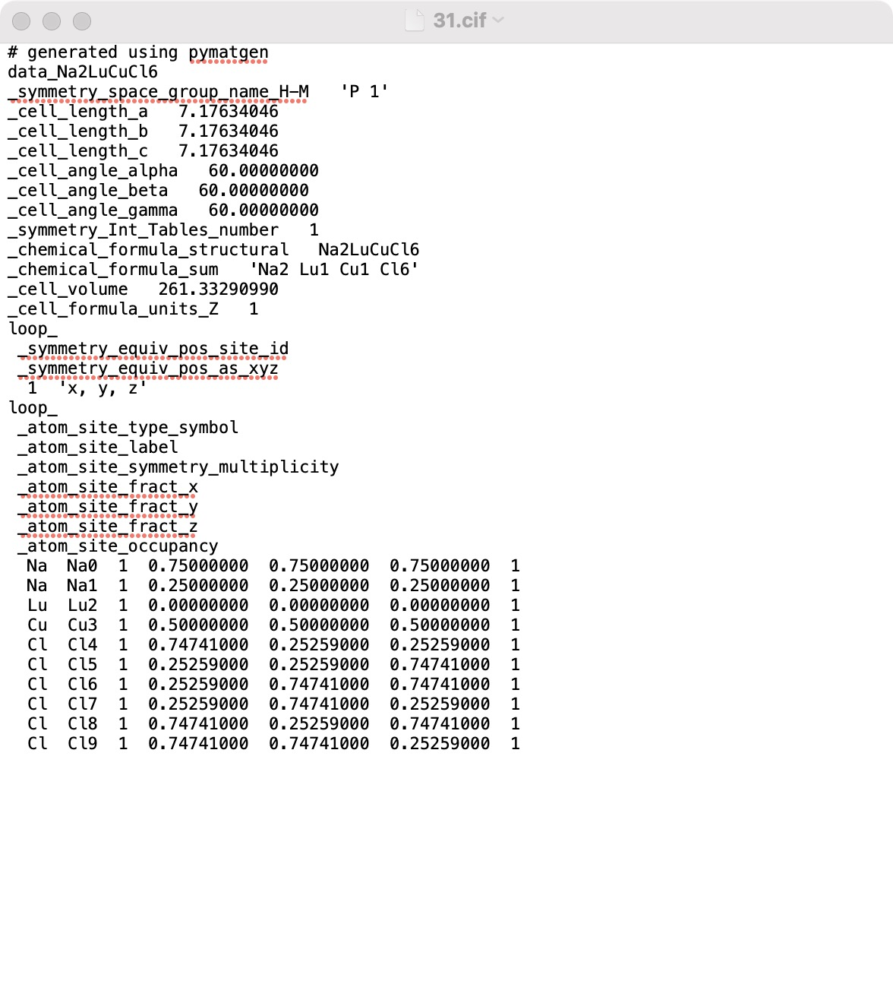 31.cif
# generated using pymatgen
data_Na2LuCuCl6
_symmetry_space_group_name_H-M   'P 1'
_cell_length_a   7.17634046
_cell_length_b   7.17634046
_cell_length_c   7.17634046
_cell_angle_alpha   60.00000000
_cell_angle_beta   60.00000000
_cell_angle_gamma   60.00000000
_symmetry_Int_Tables_number   1
_chemical_formula_structural   Na2LuCuCl6
_chemical_formula_sum   'Na2 Lu1 Cu1 Cl6'
_cell_volume   261.33290990
_cell_formula_units_Z   1
loop_
 _symmetry_equiv_pos_site_id
 _symmetry_equiv_pos_as_xyz
  1  'x, y, z'
loop_
 _atom_site_type_symbol
 _atom_site_label
 _atom_site_symmetry_multiplicity
 _atom_site_fract_x
 _atom_site_fract_y
 _atom_site_fract_z
 _atom_site_occupancy
  Na  Na0  1  0.75000000  0.75000000  0.75000000  1
  Na  Na1  1  0.25000000  0.25000000  0.25000000  1
  Lu  Lu2  1  0.00000000  0.00000000  0.00000000  1
  Cu  Cu3  1  0.50000000  0.50000000  0.50000000  1
  Cl  Cl4  1  0.74741000  0.25259000  0.25259000  1
  Cl  Cl5  1  0.25259000  0.25259000  0.74741000  1
  Cl  Cl6  1  0.25259000  0.74741000  0.74741000  1
  Cl  Cl7  1  0.25259000  0.74741000  0.25259000  1
  Cl  Cl8  1  0.74741000  0.25259000  0.74741000  1
  Cl  Cl9  1  0.74741000  0.74741000  0.25259000  1